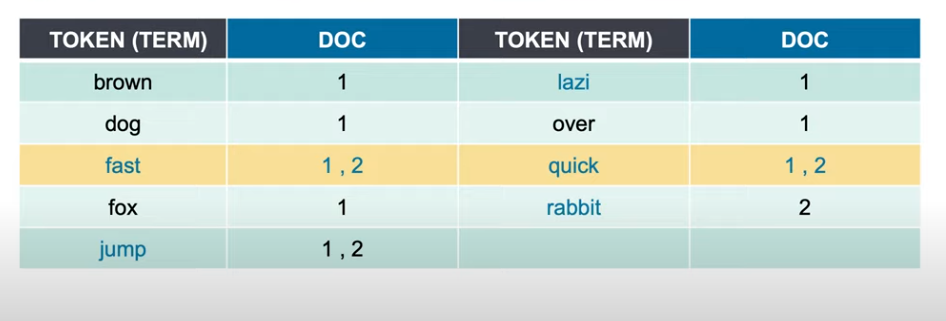 TOKEN (TERM) DOC TOKEN (TERM) DOC
brown 1 lazi 1
dog 1 over 1
fast 1 , 2 quick 1 , 2
fox 1 rabbit 2
jump 1 , 2